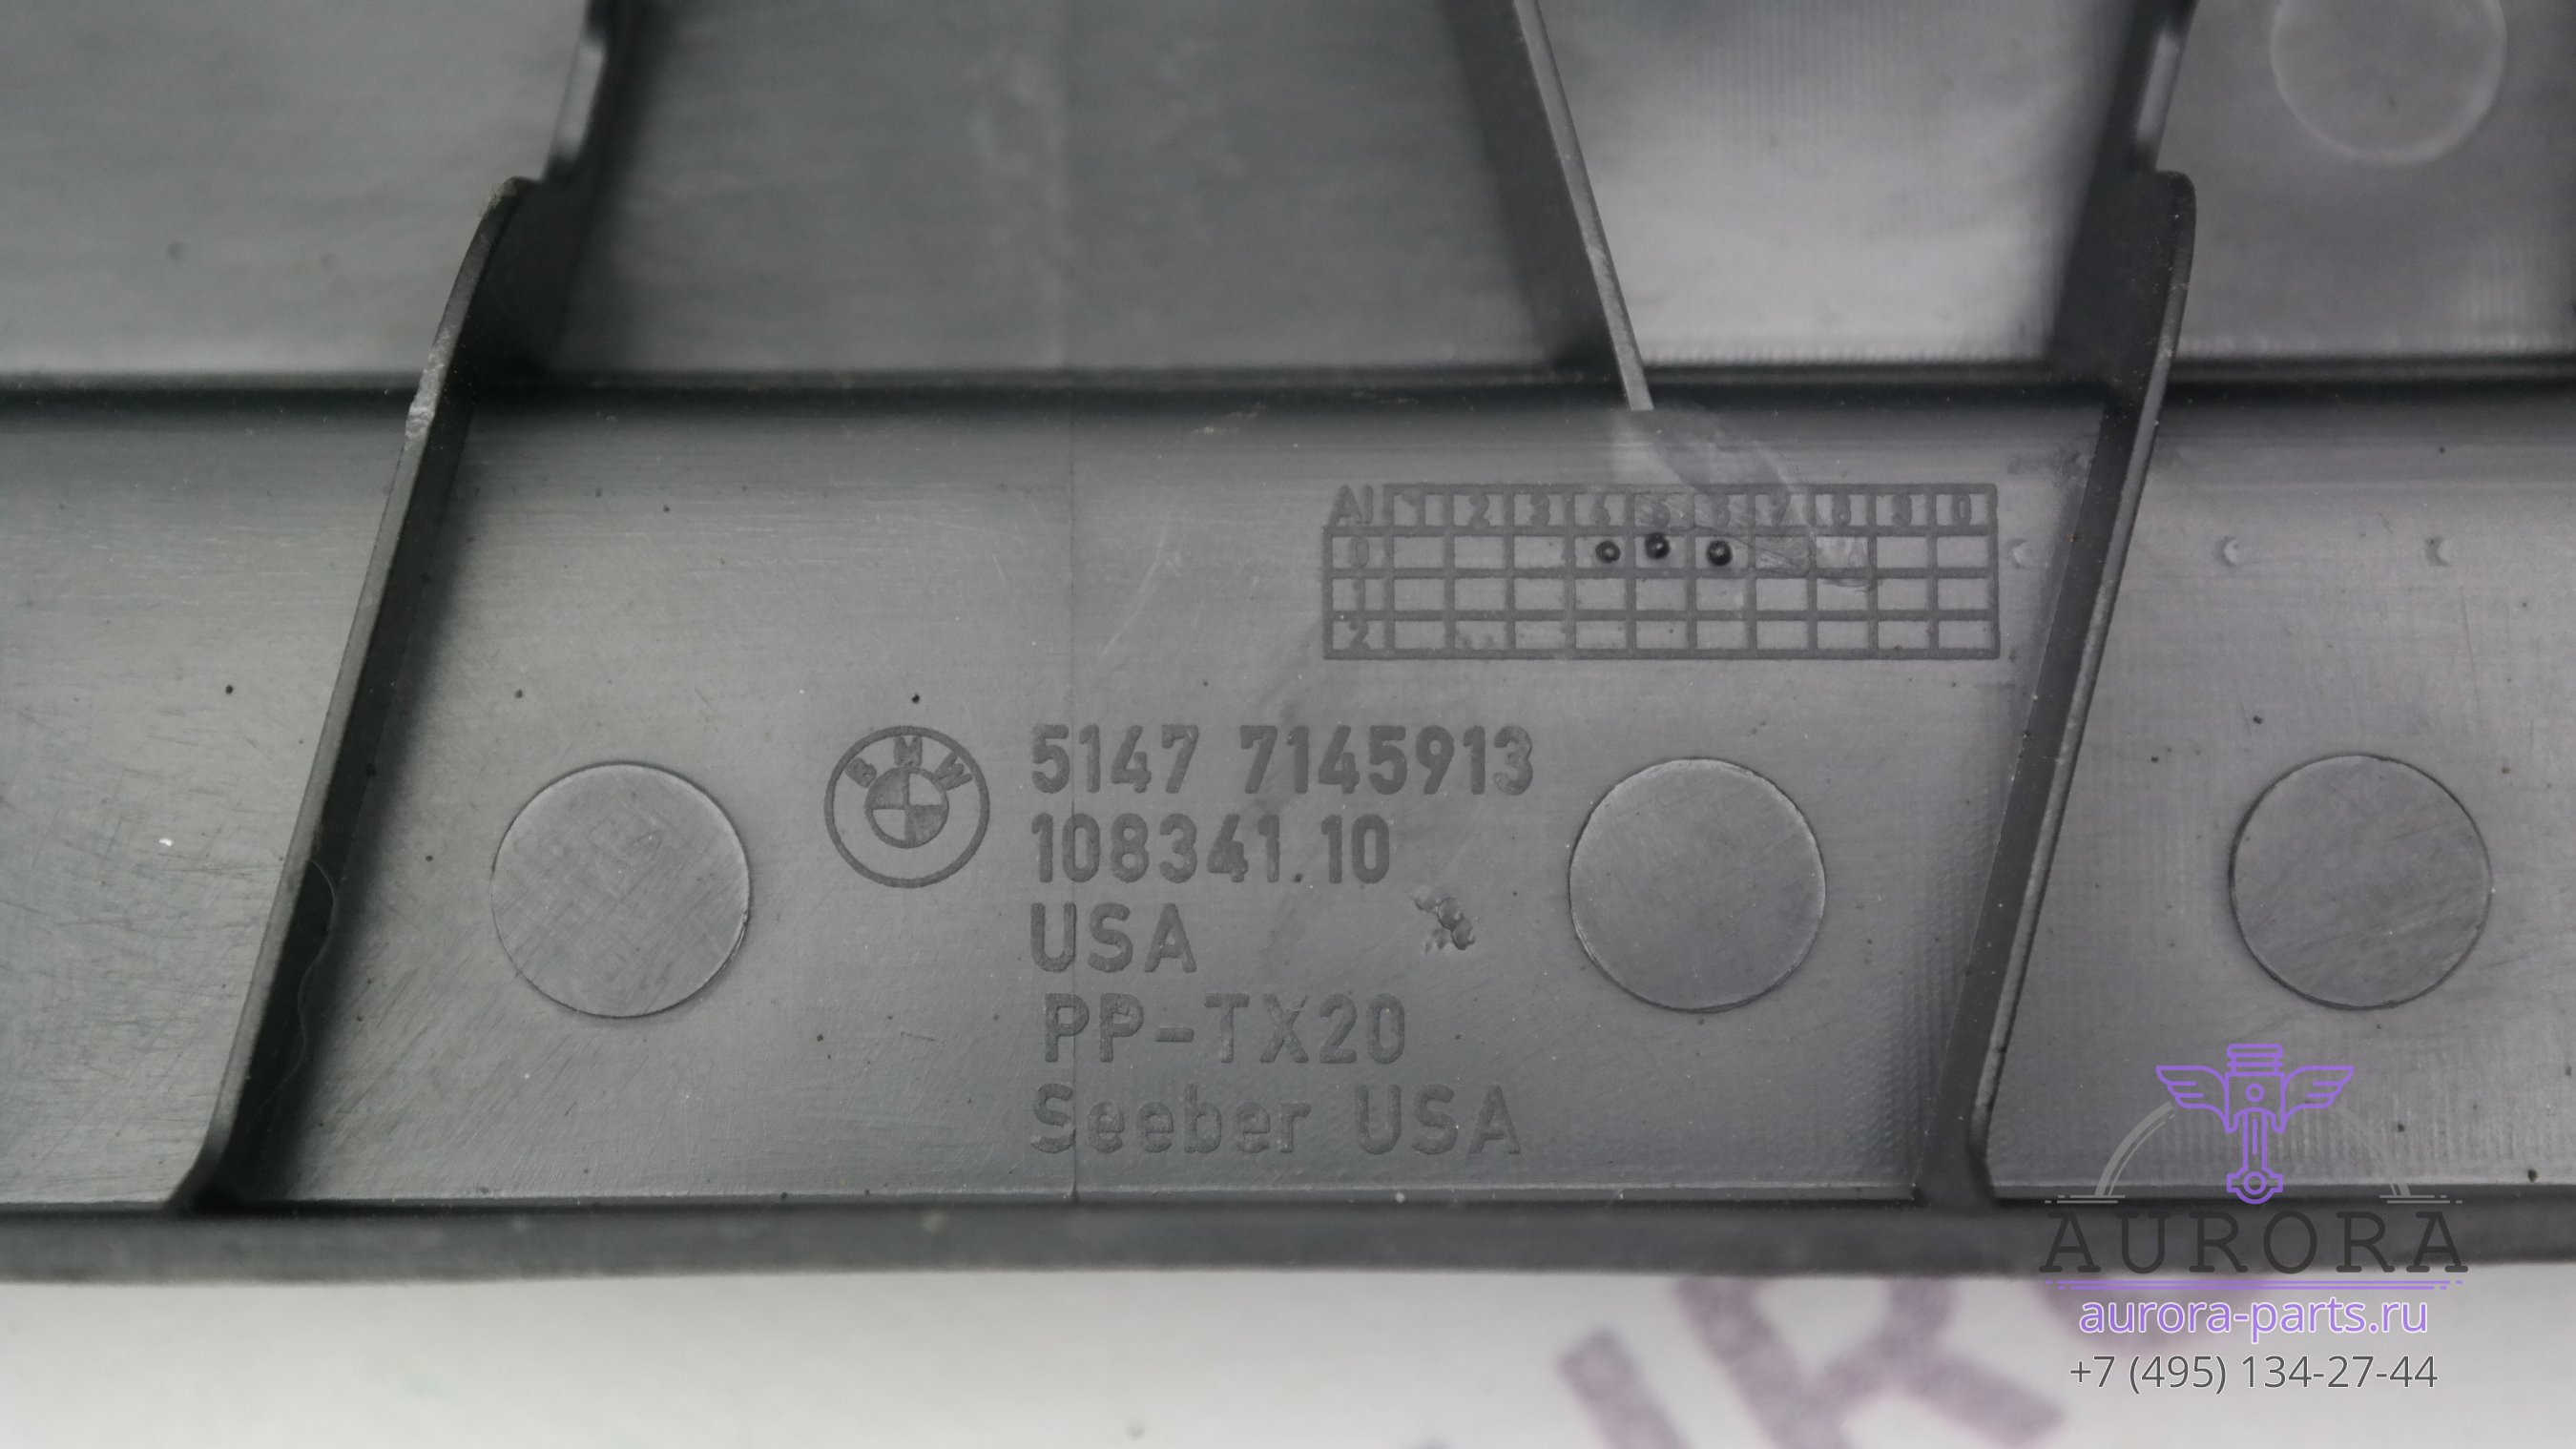 AI 1 2 3 4 5 6 7 8 9 0
0
1
2
BMW
5147 7145913
108341.10
USA
PP-TX20
Seeber USA
AURORA
aurora-parts.ru
+7 (495) 134-27-44